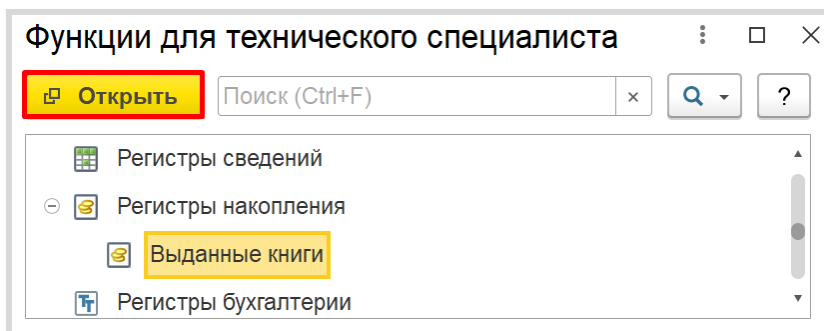 Функции для технического специалиста
Открыть Поиск (Ctrl+F) × ?
Регистры сведений
Регистры накопления
Выданные книги
Регистры бухгалтерии